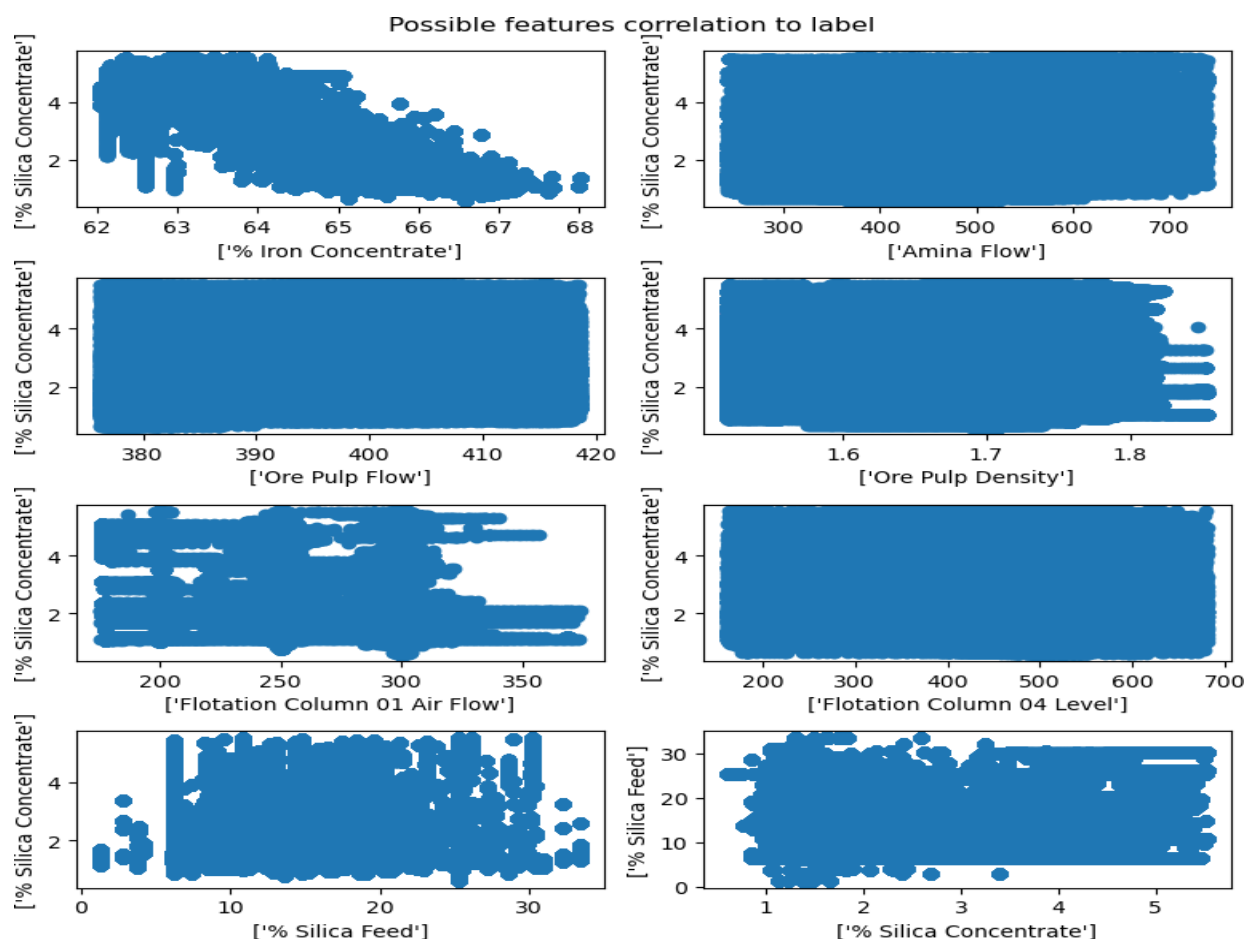 Possible features correlation to label
['% Silica Concentrate']
4
2
62 63 64 65 66 67 68
['% Iron Concentrate']
['% Silica Concentrate']
4
2
300 400 500 600 700
['Amina Flow']
['% Silica Concentrate']
4
2
380 390 400 410 420
['Ore Pulp Flow']
['% Silica Concentrate']
4
2
1.6 1.7 1.8
['Ore Pulp Density']
['% Silica Concentrate']
4
2
200 250 300 350
['Flotation Column 01 Air Flow']
['% Silica Concentrate']
4
2
200 300 400 500 600 700
['Flotation Column 04 Level']
['% Silica Concentrate']
4
2
0 10 20 30
['% Silica Feed']
['% Silica Feed']
30
20
10
0
1 2 3 4 5
['% Silica Concentrate']